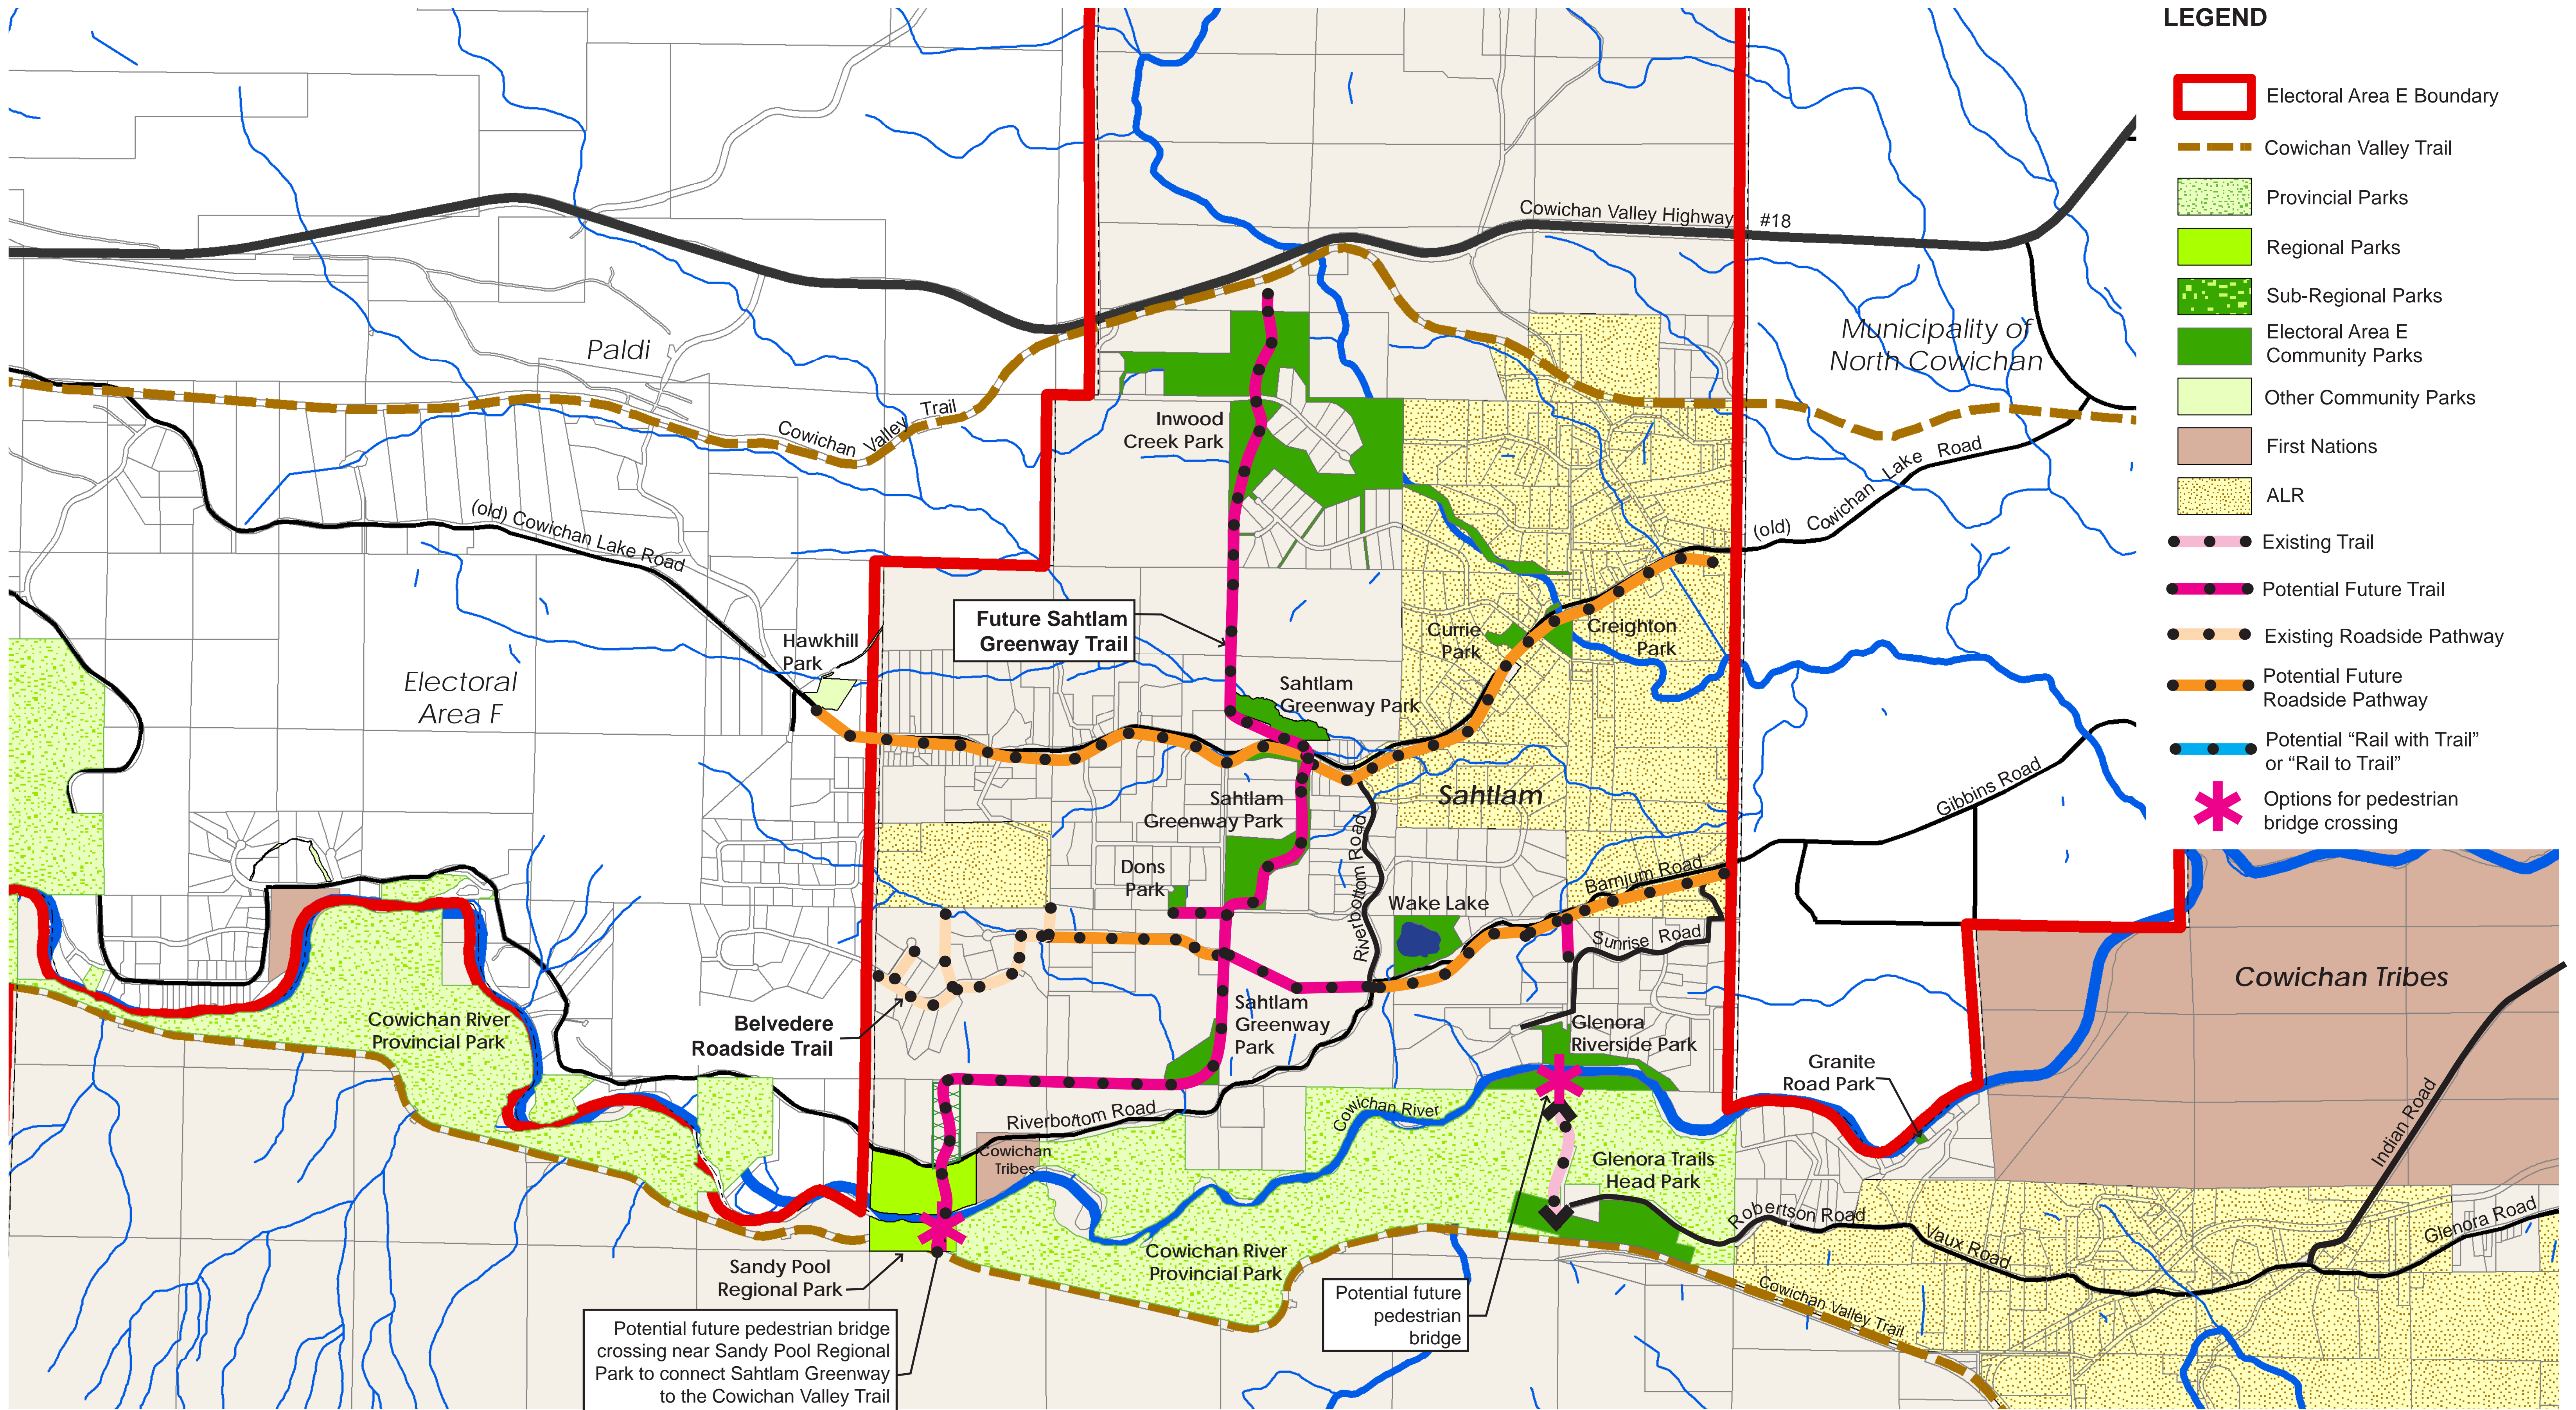 LEGEND
Electoral Area E Boundary
Cowichan Valley Trail
Provincial Parks
Regional Parks
Sub-Regional Parks
Electoral Area E
Community Parks
Other Community Parks
First Nations
ALR
Existing Trail
Potential Future Trail
Existing Roadside Pathway
Potential Future
Roadside Pathway
Potential “Rail with Trail”
or “Rail to Trail”
Options for pedestrian
bridge crossing
Cowichan Valley Highway #18
Paldi
Municipality of
North Cowichan
Cowichan Valley Trail
Inwood
Creek Park
(old) Cowichan Lake Road
(old) Cowichan Lake Road
Future Sahtlam
Greenway Trail
Hawkhill
Park
Currie
Park
Creighton
Park
Electoral
Area F
Sahtlam
Greenway Park
Sahtlam
Greenway Park
Sahtlam
Gibbins Road
Riverbottom Road
Dons
Park
Barnjum Road
Wake Lake
Sunrise Road
Cowichan Tribes
Cowichan River
Provincial Park
Belvedere
Roadside Trail
Sahtlam
Greenway
Park
Glenora
Riverside Park
Granite
Road Park
Indian Road
Riverbottom Road
Cowichan River
Cowichan
Tribes
Glenora Trails
Head Park
Robertson Road
Vaux Road
Glenora Road
Sandy Pool
Regional Park
Cowichan River
Provincial Park
Cowichan Valley Trail
Potential future
pedestrian
bridge
Potential future pedestrian bridge
crossing near Sandy Pool Regional
Park to connect Sahtlam Greenway
to the Cowichan Valley Trail